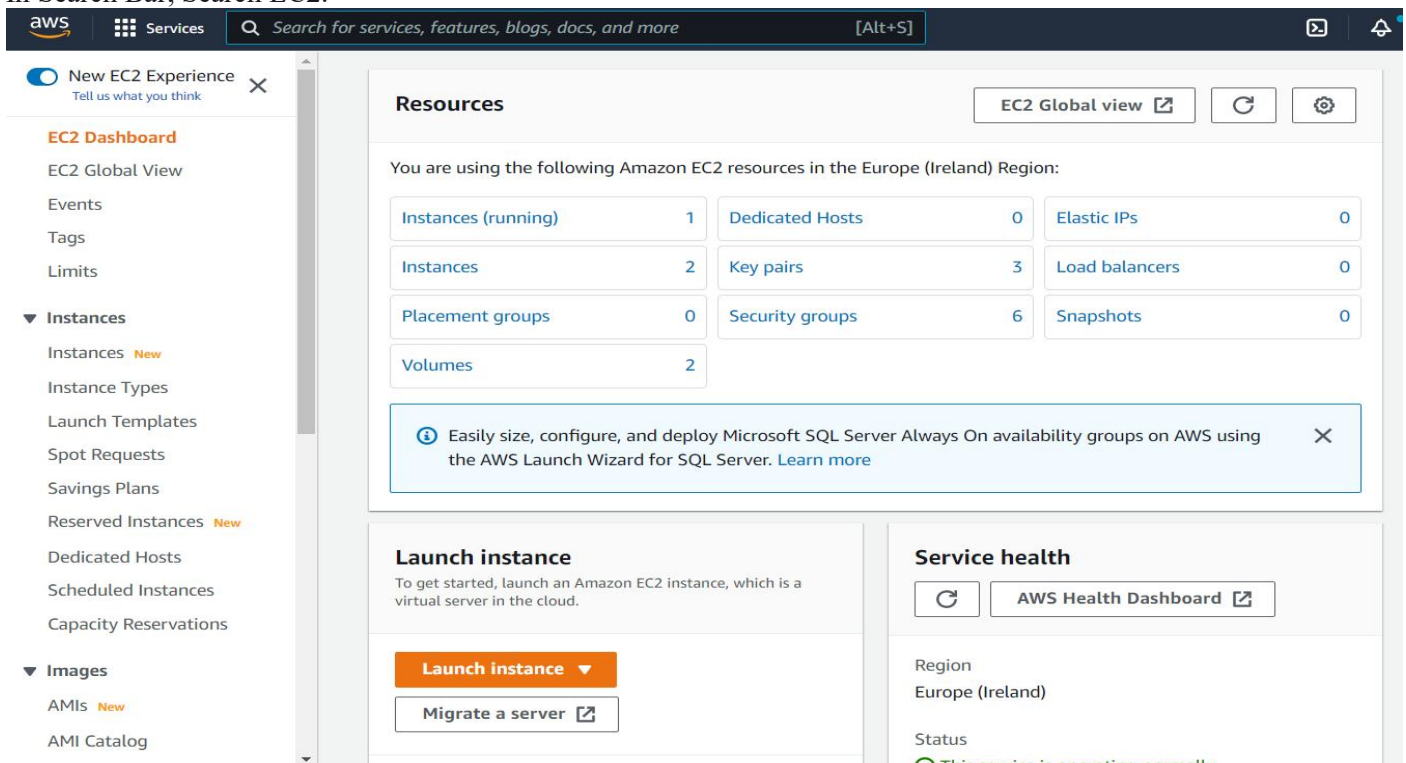 In Search Bar, Search EC2.
aws
Services
Search for services, features, blogs, docs, and more
[Alt+S]
New EC2 Experience
Tell us what you think
EC2 Dashboard
EC2 Global View
Events
Tags
Limits
Instances
Instances New
Instance Types
Launch Templates
Spot Requests
Savings Plans
Reserved Instances New
Dedicated Hosts
Scheduled Instances
Capacity Reservations
Images
AMIs New
AMI Catalog
Resources
EC2 Global view
You are using the following Amazon EC2 resources in the Europe (Ireland) Region:
Instances (running) 1
Dedicated Hosts 0
Elastic IPs 0
Instances 2
Key pairs 3
Load balancers 0
Placement groups 0
Security groups 6
Snapshots 0
Volumes 2
Easily size, configure, and deploy Microsoft SQL Server Always On availability groups on AWS using
the AWS Launch Wizard for SQL Server. Learn more
Launch instance
To get started, launch an Amazon EC2 instance, which is a
virtual server in the cloud.
Launch instance
Migrate a server
Service health
AWS Health Dashboard
Region
Europe (Ireland)
Status